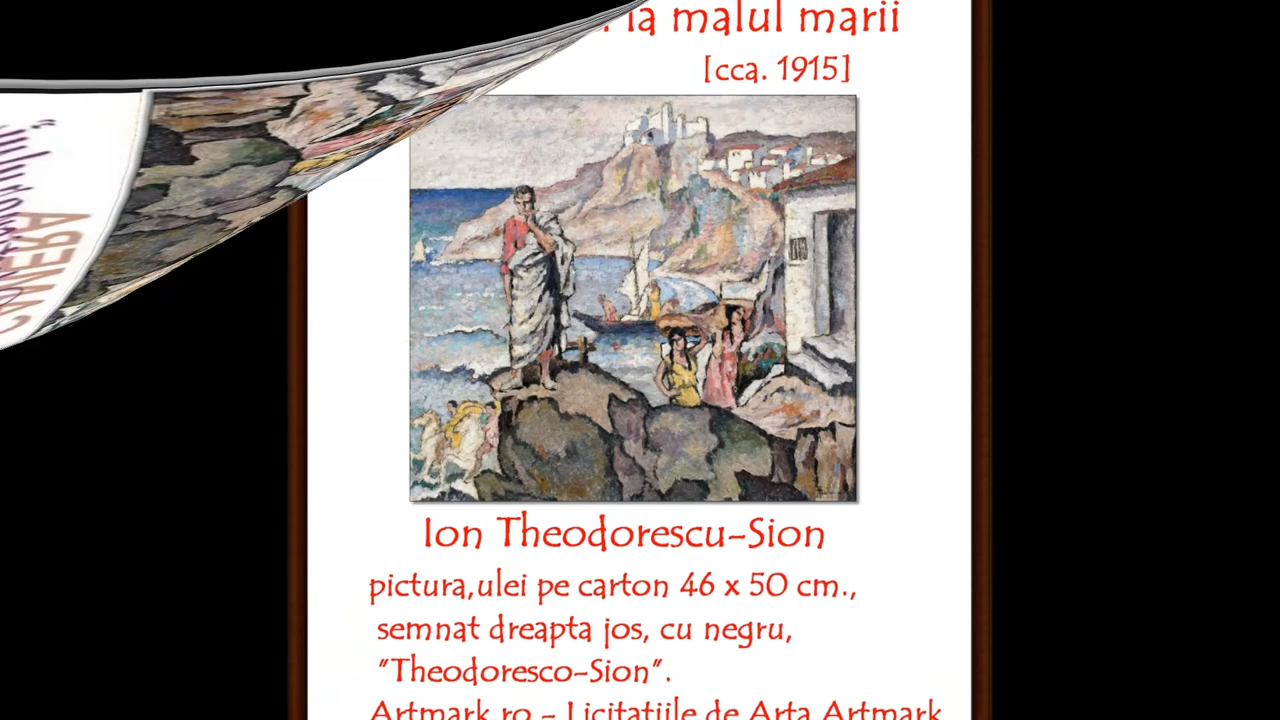 la malul marii
[cca. 1915]
Ion Theodorescu-Sion
pictura,ulei pe carton 46 x 50 cm.,
semnat dreapta jos, cu negru,
"Theodoresco-Sion".
Artmark.ro - Licitatiile de Arta Artmark